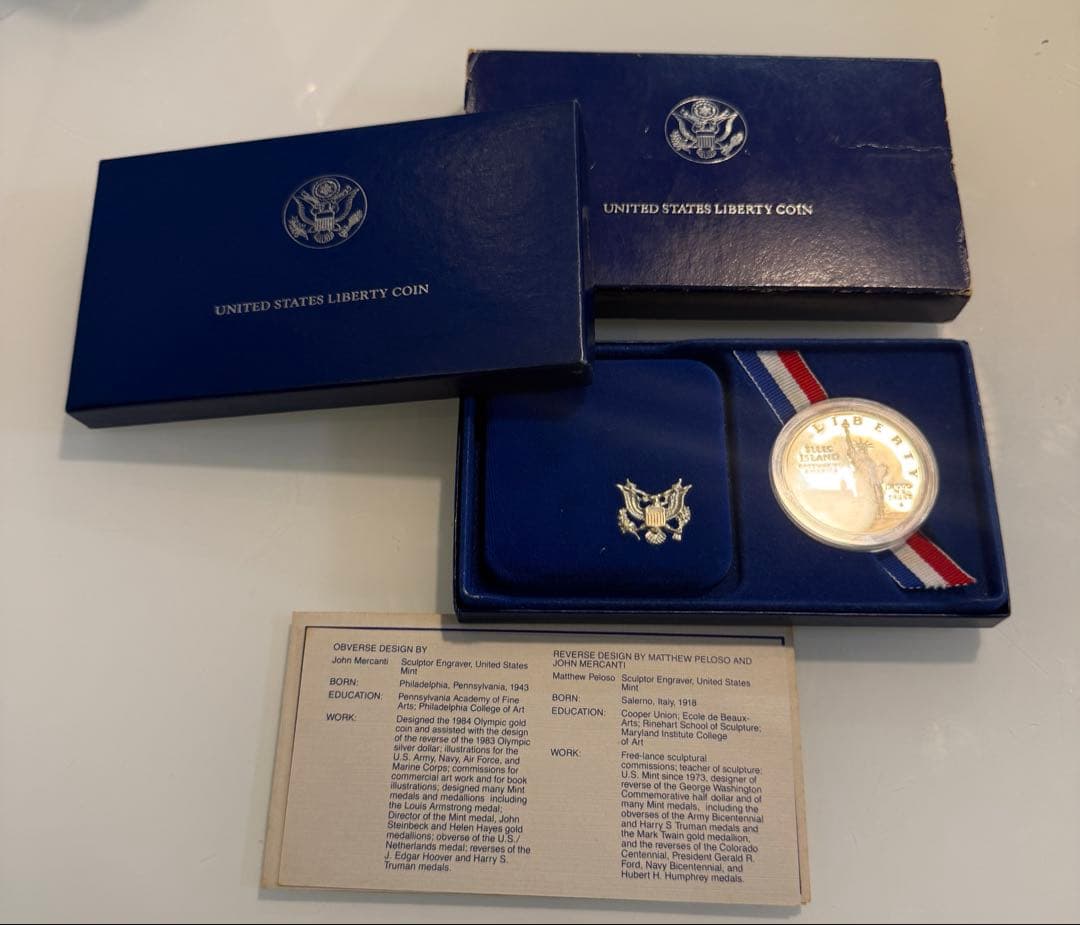 UNITED STATES LIBERTY COIN
UNITED STATES LIBERTY COIN
LIBERTY
ELLIS
ISLAND
OBVERSE DESIGN BY
John Mercanti Sculptor Engraver, United States
Mint
BORN: Philadelphia, Pennsylvania, 1943
EDUCATION: Pennsylvania Academy of Fine
Arts; Philadelphia College of Art
WORK: Designed the 1984 Olympic gold
coin and assisted with the design
of the reverse of the 1983 Olympic
silver dollar; illustrations for the
U.S. Army, Navy, Air Force, and
Marine Corps; commissions for
commercial art work and for book
illustrations; designed many Mint
medals and medallions including
the Louis Armstrong medal;
Director of the Mint medal, John
Steinbeck and Helen Hayes gold
medallions; obverse of the U.S./
Netherlands medal; reverses of the
J. Edgar Hoover and Harry S.
Truman medals.
REVERSE DESIGN BY MATTHEW PELOSO AND
JOHN MERCANTI
Matthew Peloso Sculptor Engraver, United States
Mint
BORN: Salerno, Italy, 1918
EDUCATION: Cooper Union; Ecole de Beaux-
Arts; Rinehart School of Sculpture;
Maryland Institute College
of Art
WORK: Free-lance sculptural
commissions; teacher of sculpture;
U.S. Mint since 1973, designer of
reverse of the George Washington
Commemorative half dollar and of
many Mint medals, including the
obverses of the Army Bicentennial
and Harry S Truman medals and
the Mark Twain gold medallion,
and the reverses of the Colorado
Centennial, President Gerald R.
Ford, Navy Bicentennial, and
Hubert H. Humphrey medals.